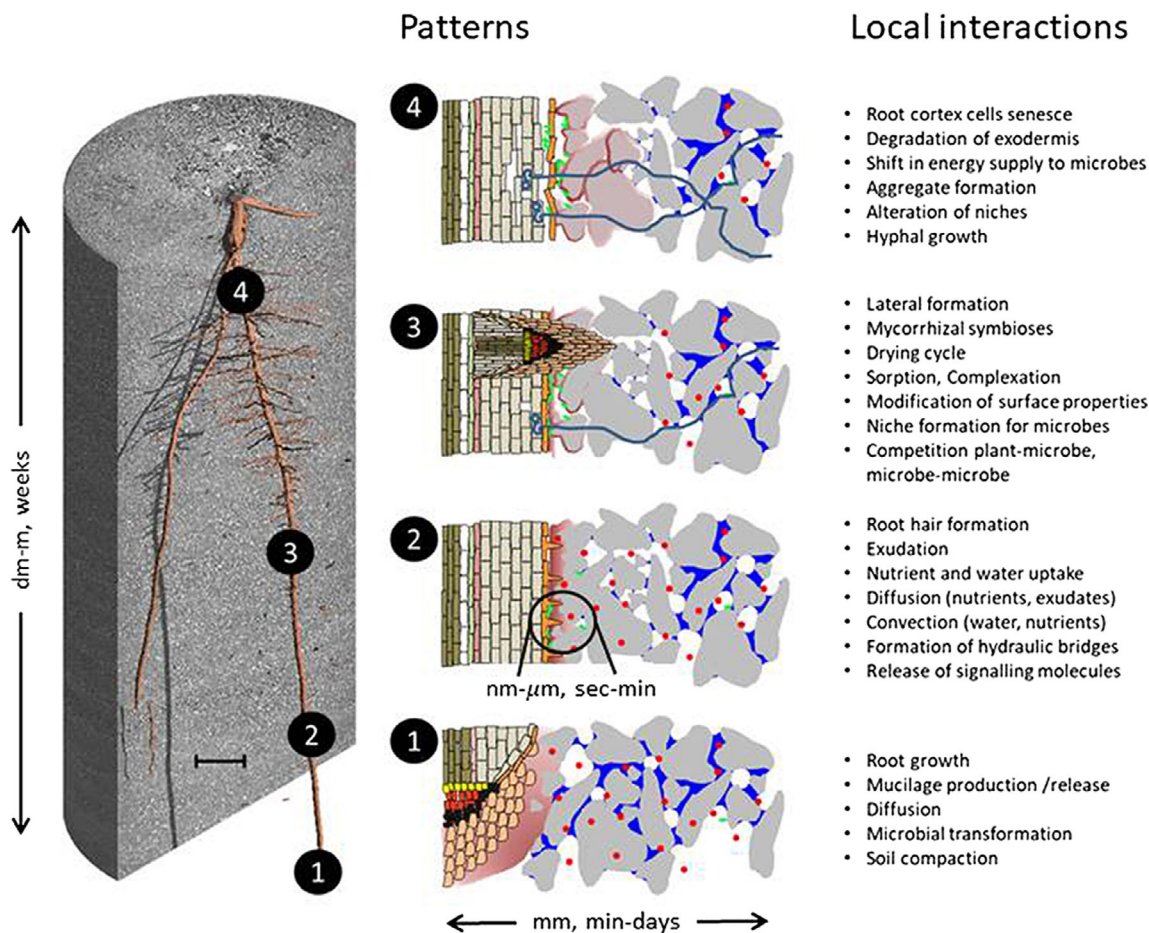 Patterns
Local interactions
dm-m, weeks
4
3
2
1
4
• Root cortex cells senesce
• Degradation of exodermis
• Shift in energy supply to microbes
• Aggregate formation
• Alteration of niches
• Hyphal growth
3
• Lateral formation
• Mycorrhizal symbioses
• Drying cycle
• Sorption, Complexation
• Modification of surface properties
• Niche formation for microbes
• Competition plant-microbe,
microbe-microbe
2
nm-μm, sec-min
• Root hair formation
• Exudation
• Nutrient and water uptake
• Diffusion (nutrients, exudates)
• Convection (water, nutrients)
• Formation of hydraulic bridges
• Release of signalling molecules
1
• Root growth
• Mucilage production /release
• Diffusion
• Microbial transformation
• Soil compaction
mm, min-days